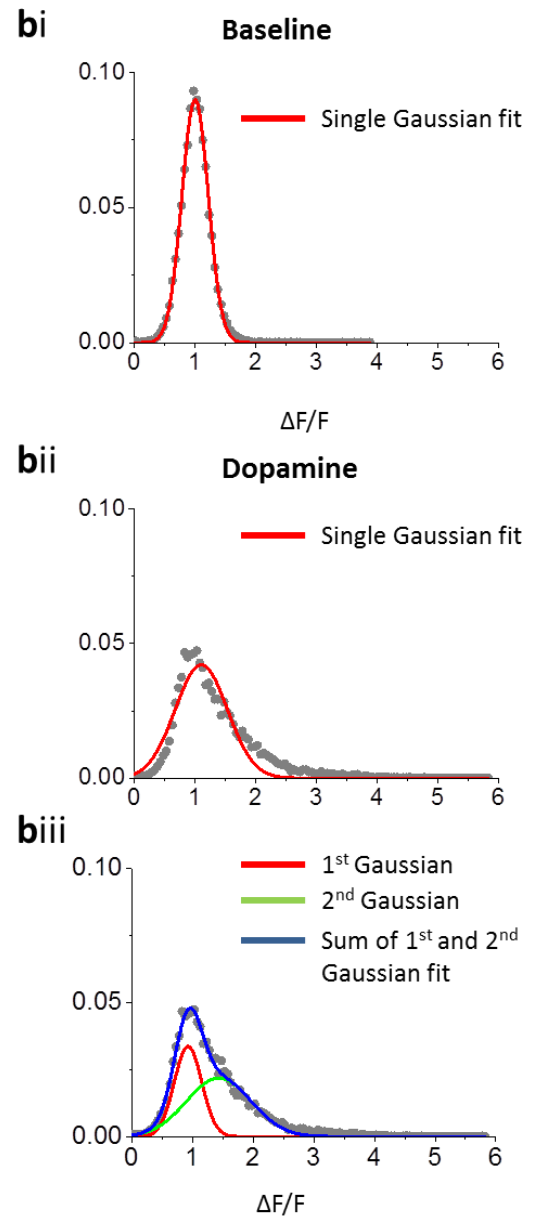 bi
Baseline
0.10
Single Gaussian fit
0.05
0.00
0 1 2 3 4 5 6
ΔF/F
bii
Dopamine
0.10
Single Gaussian fit
0.05
0.00
0 1 2 3 4 5 6
biii
0.10
1st Gaussian
2nd Gaussian
Sum of 1st and 2nd
Gaussian fit
0.05
0.00
0 1 2 3 4 5 6
ΔF/F